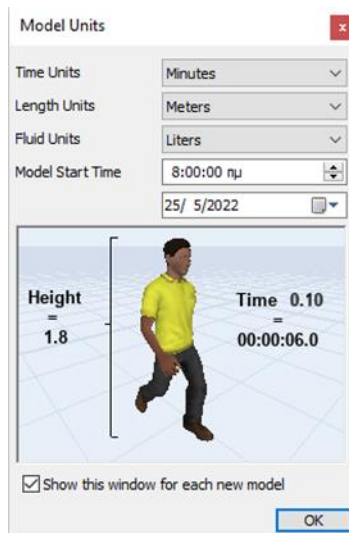 Model Units
x
Time Units Minutes
Length Units Meters
Fluid Units Liters
Model Start Time 8:00:00 πμ
25/ 5/2022
Height
=
1.8
Time 0.10
=
00:00:06.0
Show this window for each new model
OK